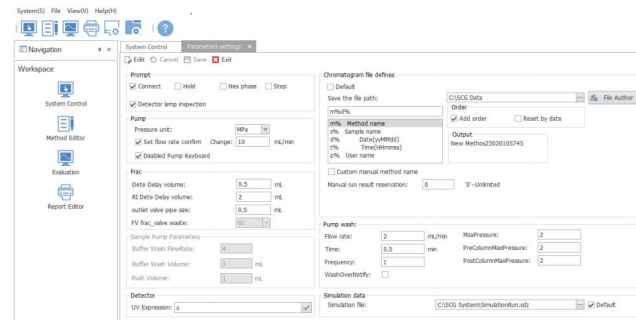 System(S) File View(V) Help(H)
Navigation
System Control Parameters settings
Edit Cancel Save Exit
Workspace
System Control
Method Editor
Evaluation
Report Editor
Prompt
Connect Hold Nex phase Stop
Detector lamp inspection
Pump
Pressure unit: MPa
Set flow rate confirm Change: 10 mL/min
Disabled Pump Keyboard
Frac
Dete Delay volume: 0.5 mL
RI Dete Delay volume: 2 mL
outlet valve pipe size: 0.5 mL
FV frac_valve waste: 01
Sample Pump Parameters
Buffer Wash FlowRate: 4
Buffer Wash Volume: 3 mL
Push Volume: 1 mL
Detector
UV Expression: x
Chromatogram file defines
Default
Save the file path: C:\SCG Data File Author
m%d%
m% Method name
s% Sample name
d% Date(yyMMdd)
t% Time(HHmmss)
p% User name
Order
Add order Reset by date
Output
New Methos23020105745
Custom manual method name
Manual run result reservation: 0 '0'--Unlimted
Pump wash:
Flow rate: 2 mL/min MaxPressure: 2
Time: 0.5 min PreColumnMaxPressure: 2
Frequency: 1 PostColumnMaxPressure: 2
WashOverNotify:
Simulation data
Simulation file: C:\SCG System\SimulationRun.sdz Default